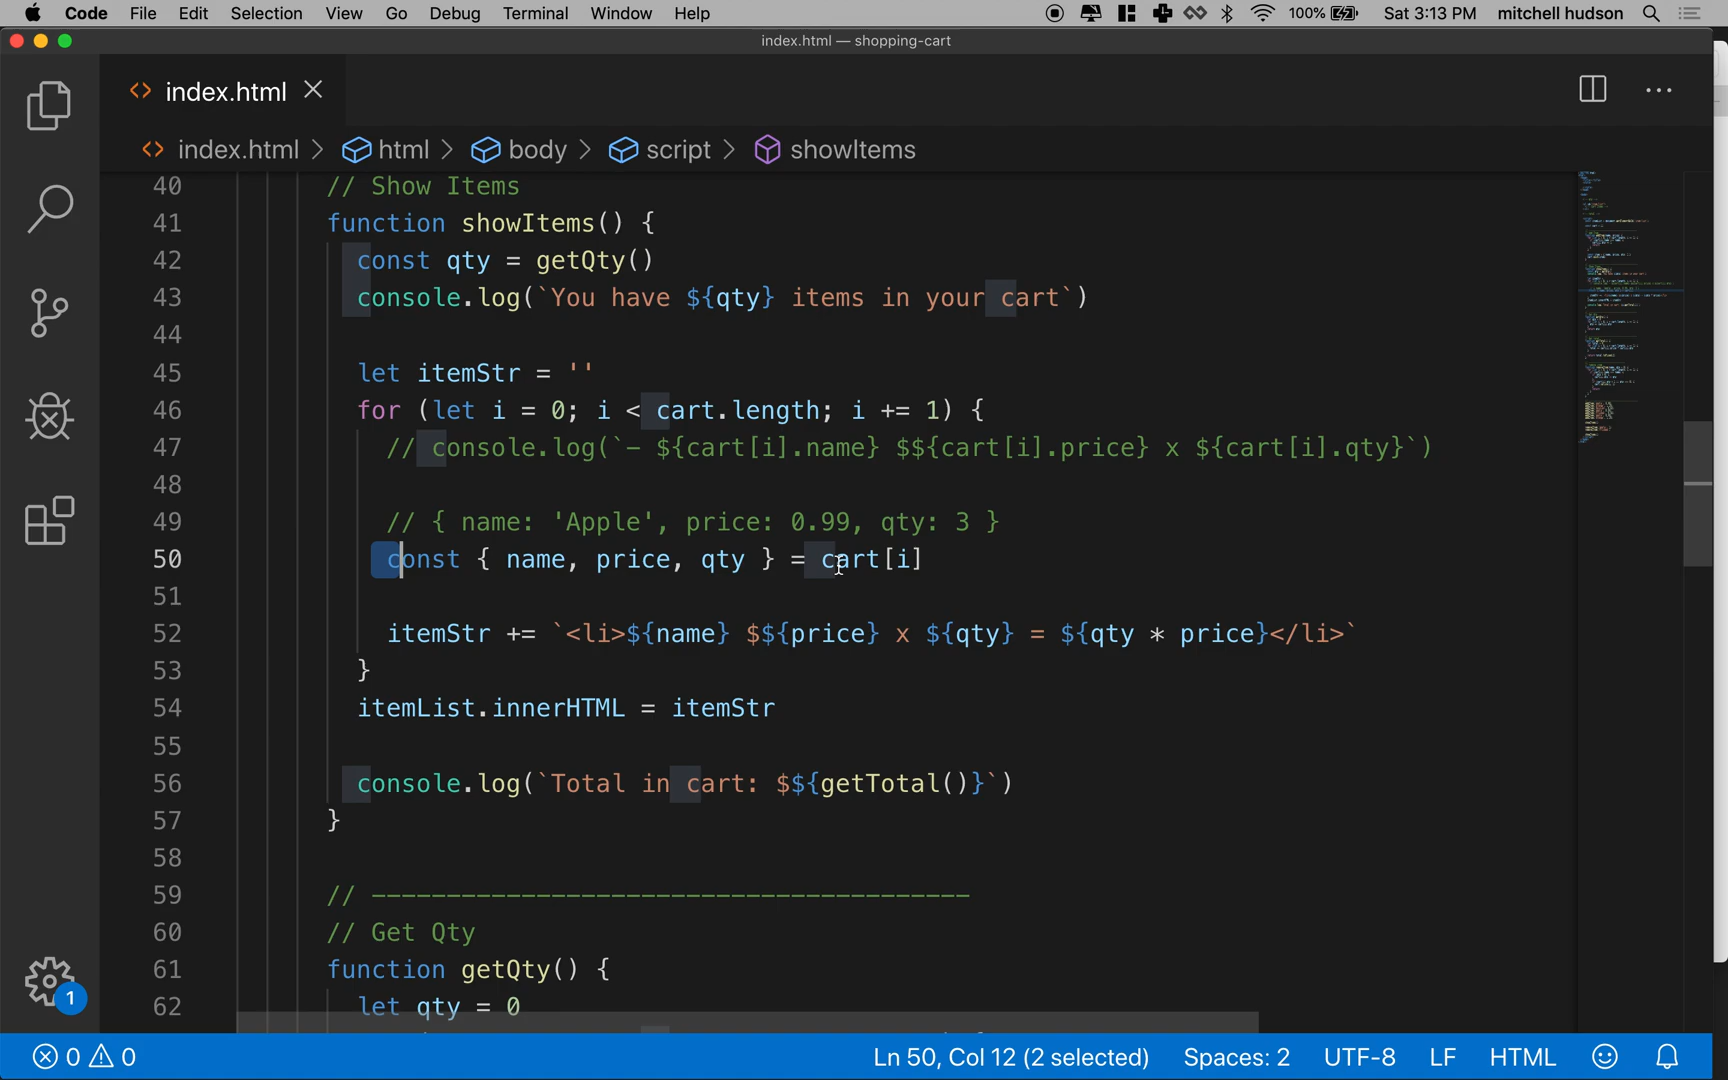 Code File Edit Selection View Go Debug Terminal Window Help 100% Sat 3:13 PM mitchell hudson
index.html — shopping-cart
index.html
index.html html body script showItems
40 // Show Items
41 function showItems() {
42 const qty = getQty()
43 console.log(`You have ${qty} items in your cart`)
44
45 let itemStr = ''
46 for (let i = 0; i < cart.length; i += 1) {
47 // console.log(`- ${cart[i].name} $${cart[i].price} x ${cart[i].qty}`)
48
49 // { name: 'Apple', price: 0.99, qty: 3 }
50 const { name, price, qty } = cart[i]
51
52 itemStr += `<li>${name} $${price} x ${qty} = ${qty * price}</li>`
53 }
54 itemList.innerHTML = itemStr
55
56 console.log(`Total in cart: $${getTotal()}`)
57 }
58
59 // ----------------------------------------
60 // Get Qty
61 function getQty() {
62 let qty = 0
1
0 0 Ln 50, Col 12 (2 selected) Spaces: 2 UTF-8 LF HTML